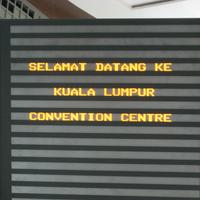 SELAMAT DATANG KE
KUALA LUMPUR
CONVENTION CENTRE